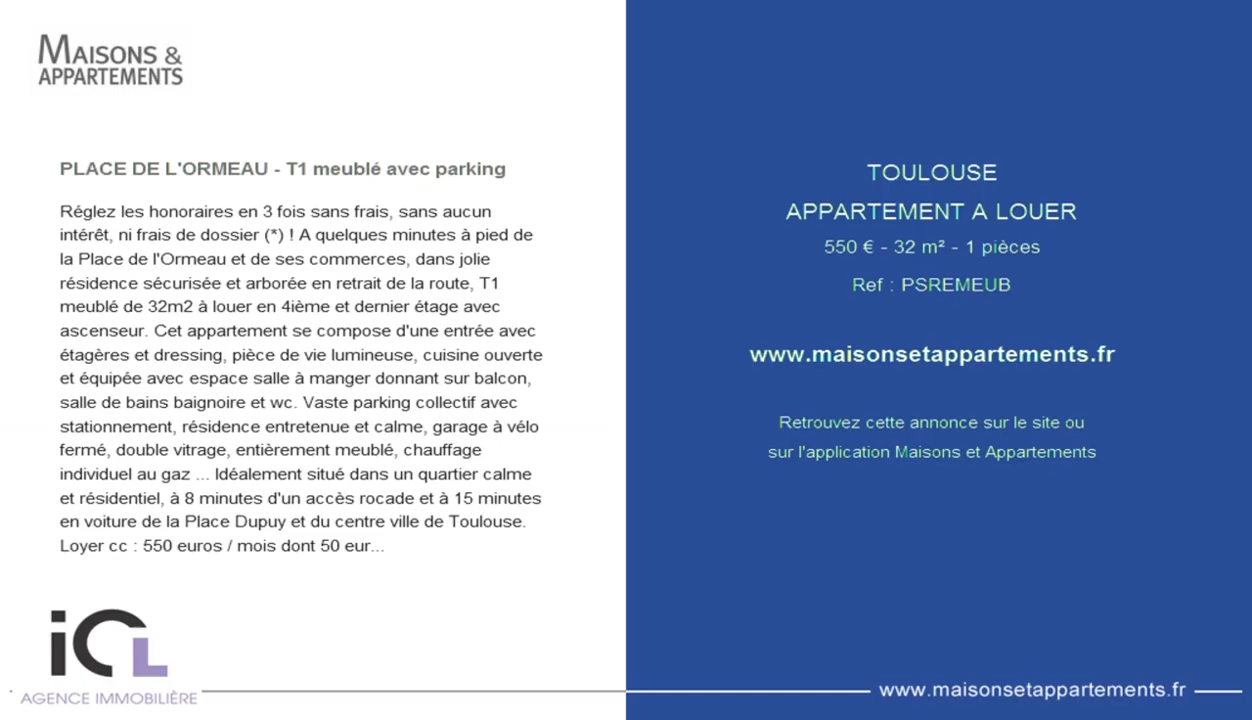 MAISONS &
APPARTEMENTS
PLACE DE L'ORMEAU - T1 meublé avec parking
Réglez les honoraires en 3 fois sans frais, sans aucun
intérêt, ni frais de dossier (*) ! A quelques minutes à pied de
la Place de l'Ormeau et de ses commerces, dans jolie
résidence sécurisée et arborée en retrait de la route, T1
meublé de 32m2 à louer en 4ième et dernier étage avec
ascenseur. Cet appartement se compose d'une entrée avec
étagères et dressing, pièce de vie lumineuse, cuisine ouverte
et équipée avec espace salle à manger donnant sur balcon,
salle de bains baignoire et wc. Vaste parking collectif avec
stationnement, résidence entretenue et calme, garage à vélo
fermé, double vitrage, entièrement meublé, chauffage
individuel au gaz ... Idéalement situé dans un quartier calme
et résidentiel, à 8 minutes d'un accès rocade et à 15 minutes
en voiture de la Place Dupuy et du centre ville de Toulouse.
Loyer cc : 550 euros / mois dont 50 eur...
iCL
AGENCE IMMOBILIÈRE
TOULOUSE
APPARTEMENT A LOUER
550 € - 32 m² - 1 pièces
Ref : PSREMEUB
www.maisonsetappartements.fr
Retrouvez cette annonce sur le site ou
sur l'application Maisons et Appartements
www.maisonsetappartements.fr